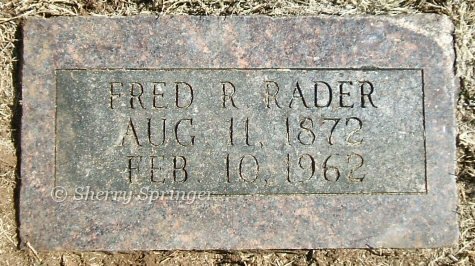 FRED R. RADER
AUG 11, 1872
FEB. 10, 1962
© Sherry Springer